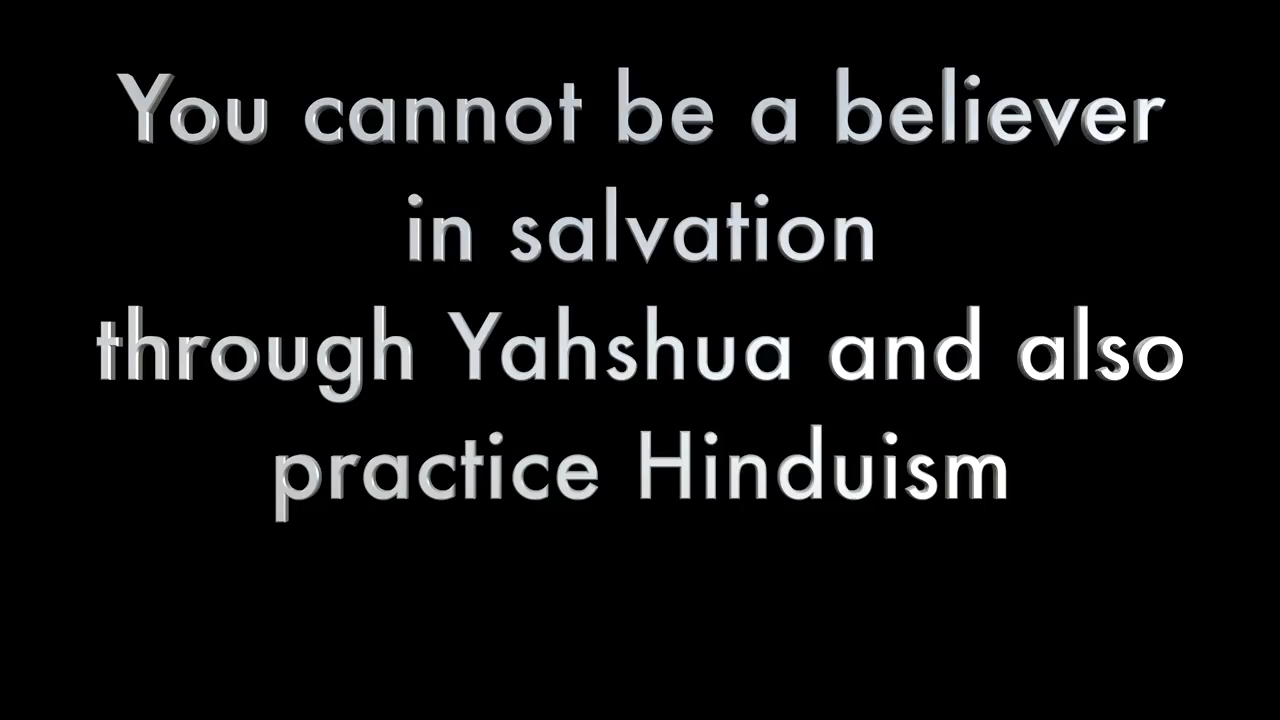 You cannot be a believer
in salvation
through Yahshua and also
practice Hinduism